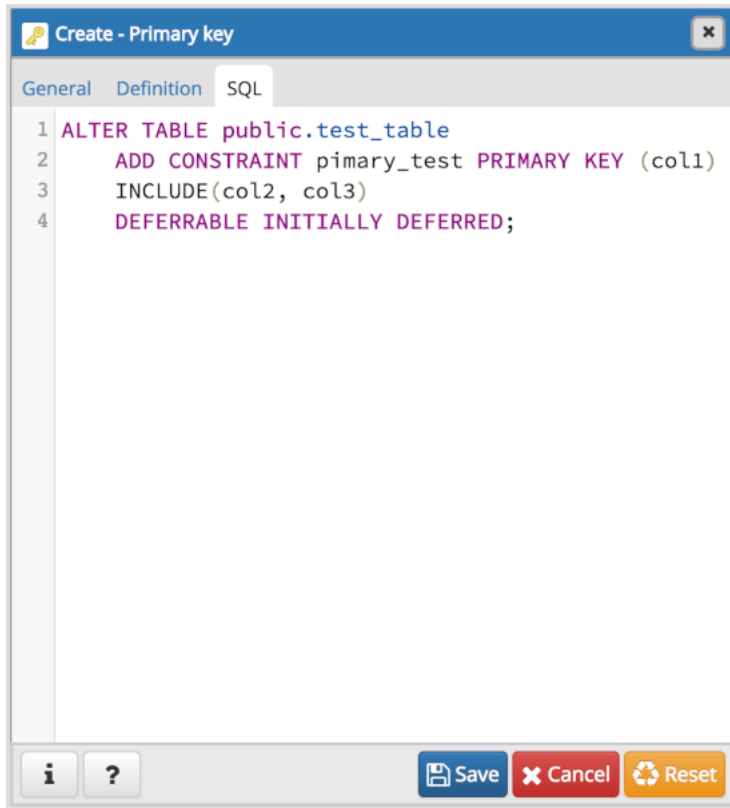 Create - Primary key
General Definition SQL
1 ALTER TABLE public.test_table
2 ADD CONSTRAINT pimary_test PRIMARY KEY (col1)
3 INCLUDE(col2, col3)
4 DEFERRABLE INITIALLY DEFERRED;
i ? Save Cancel Reset